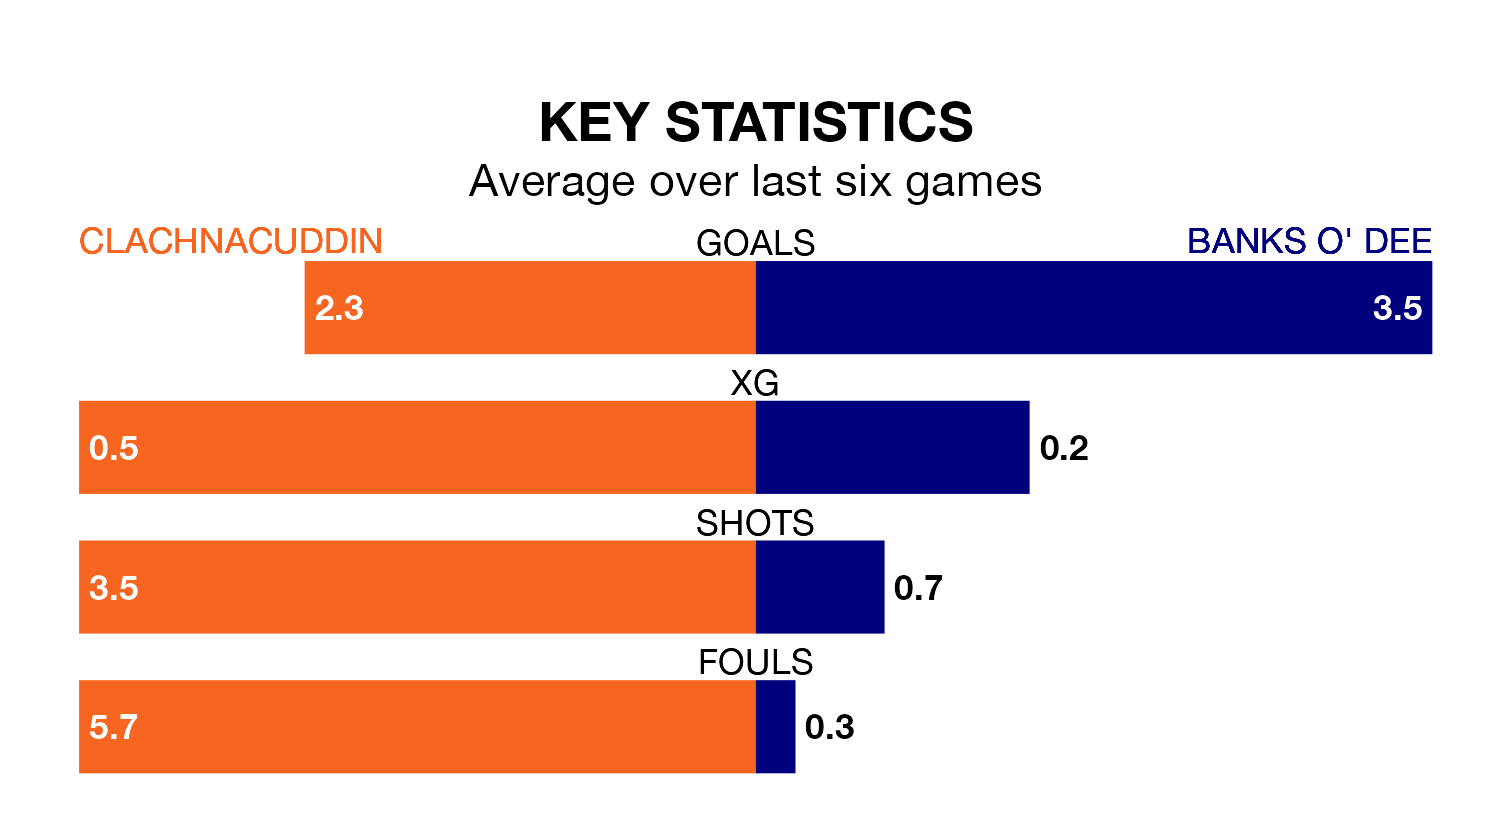 KEY STATISTICS
Average over last six games
CLACHNACUDDIN GOALS BANKS O' DEE
2.3 3.5
XG
0.5 0.2
SHOTS
3.5 0.7
FOULS
5.7 0.3